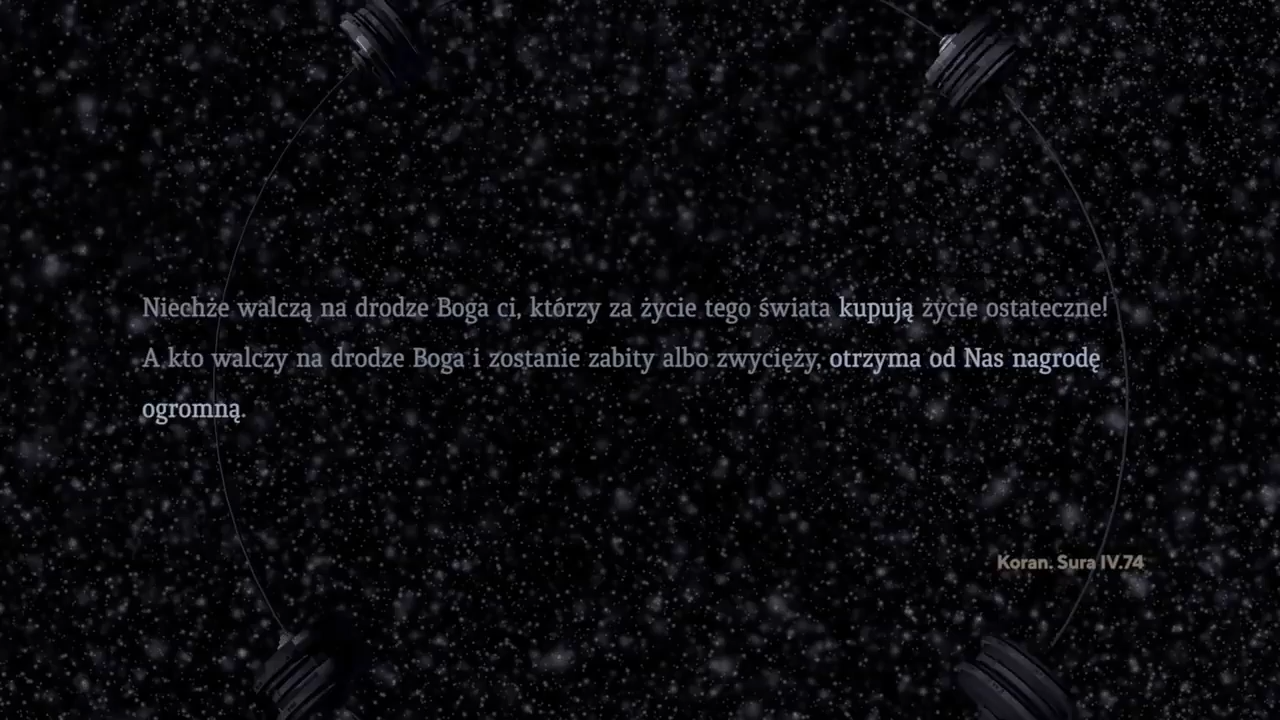 Niechże walczą na drodze Boga ci, którzy za życie tego świata kupują życie ostateczne!
A kto walczy na drodze Boga i zostanie zabity albo zwycięży, otrzyma od Nas nagrodę
ogromną.
Koran. Sura IV.74